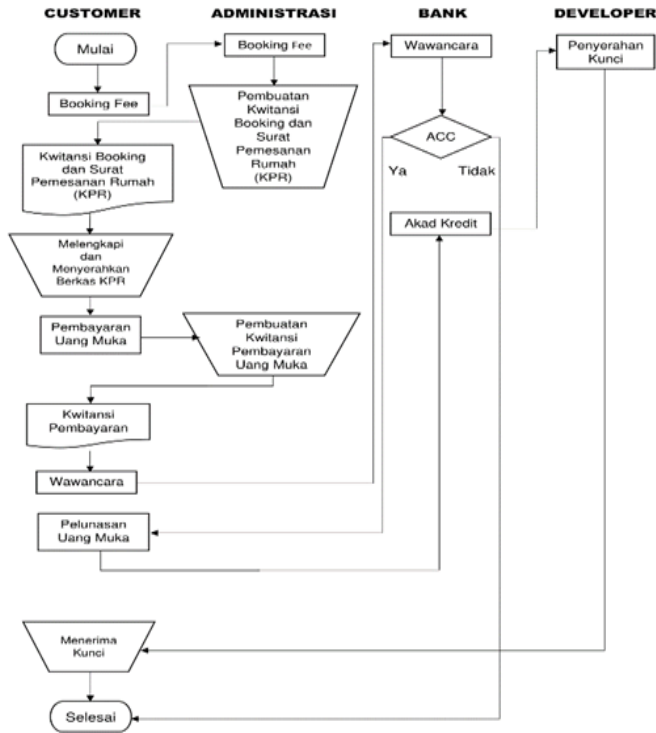 CUSTOMER
ADMINISTRASI
BANK
DEVELOPER
Mulai
Booking Fee
Booking Fee
Pembuatan
Kwitansi
Booking dan
Surat
Pemesanan
Rumah
(KPR)
Kwitansi Booking
dan Surat
Pemesanan Rumah
(KPR)
Melengkapi
dan
Menyerahkan
Berkas KPR
Pembayaran
Uang Muka
Pembuatan
Kwitansi
Pembayaran
Uang Muka
Kwitansi
Pembayaran
Wawancara
Wawancara
ACC
Ya
Tidak
Pelunasan
Uang Muka
Akad Kredit
Penyerahan
Kunci
Menerima
Kunci
Selesai